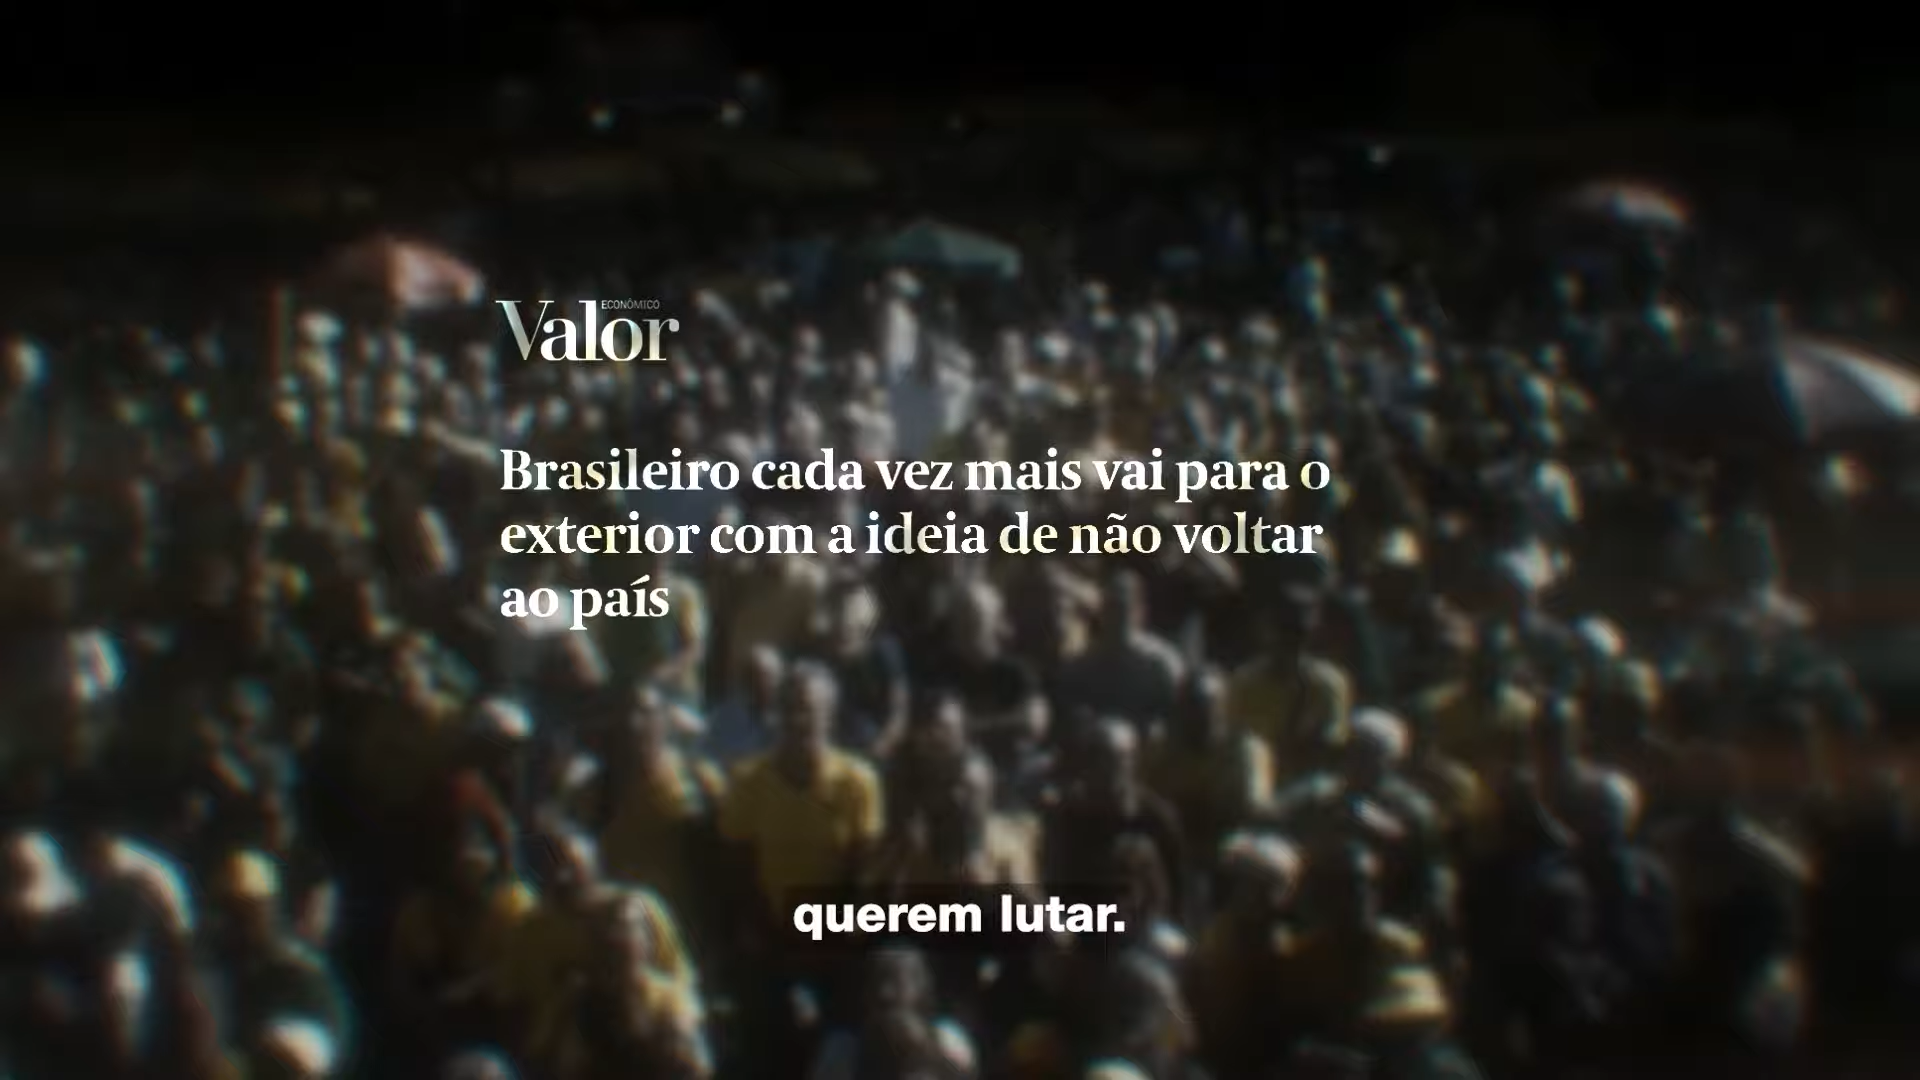 ECONÔMICO
Valor
Brasileiro cada vez mais vai para o
exterior com a ideia de não voltar
ao país
querem lutar.